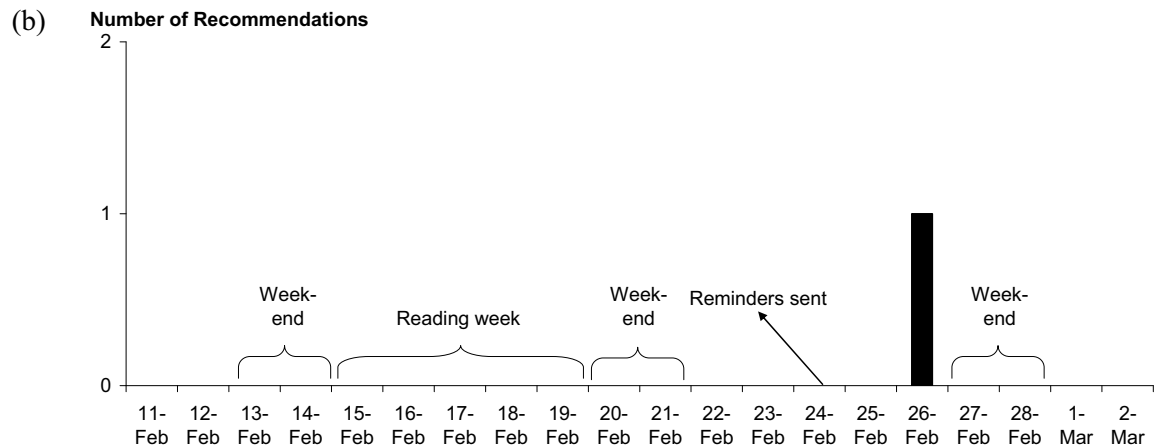 (b) Number of Recommendations
2
1
0
Week-
end
Reading week
Week-
end
Reminders sent
Week-
end
11- 12- 13- 14- 15- 16- 17- 18- 19- 20- 21- 22- 23- 24- 25- 26- 27- 28- 1- 2-
Feb Feb Feb Feb Feb Feb Feb Feb Feb Feb Feb Feb Feb Feb Feb Feb Feb Feb Mar Mar